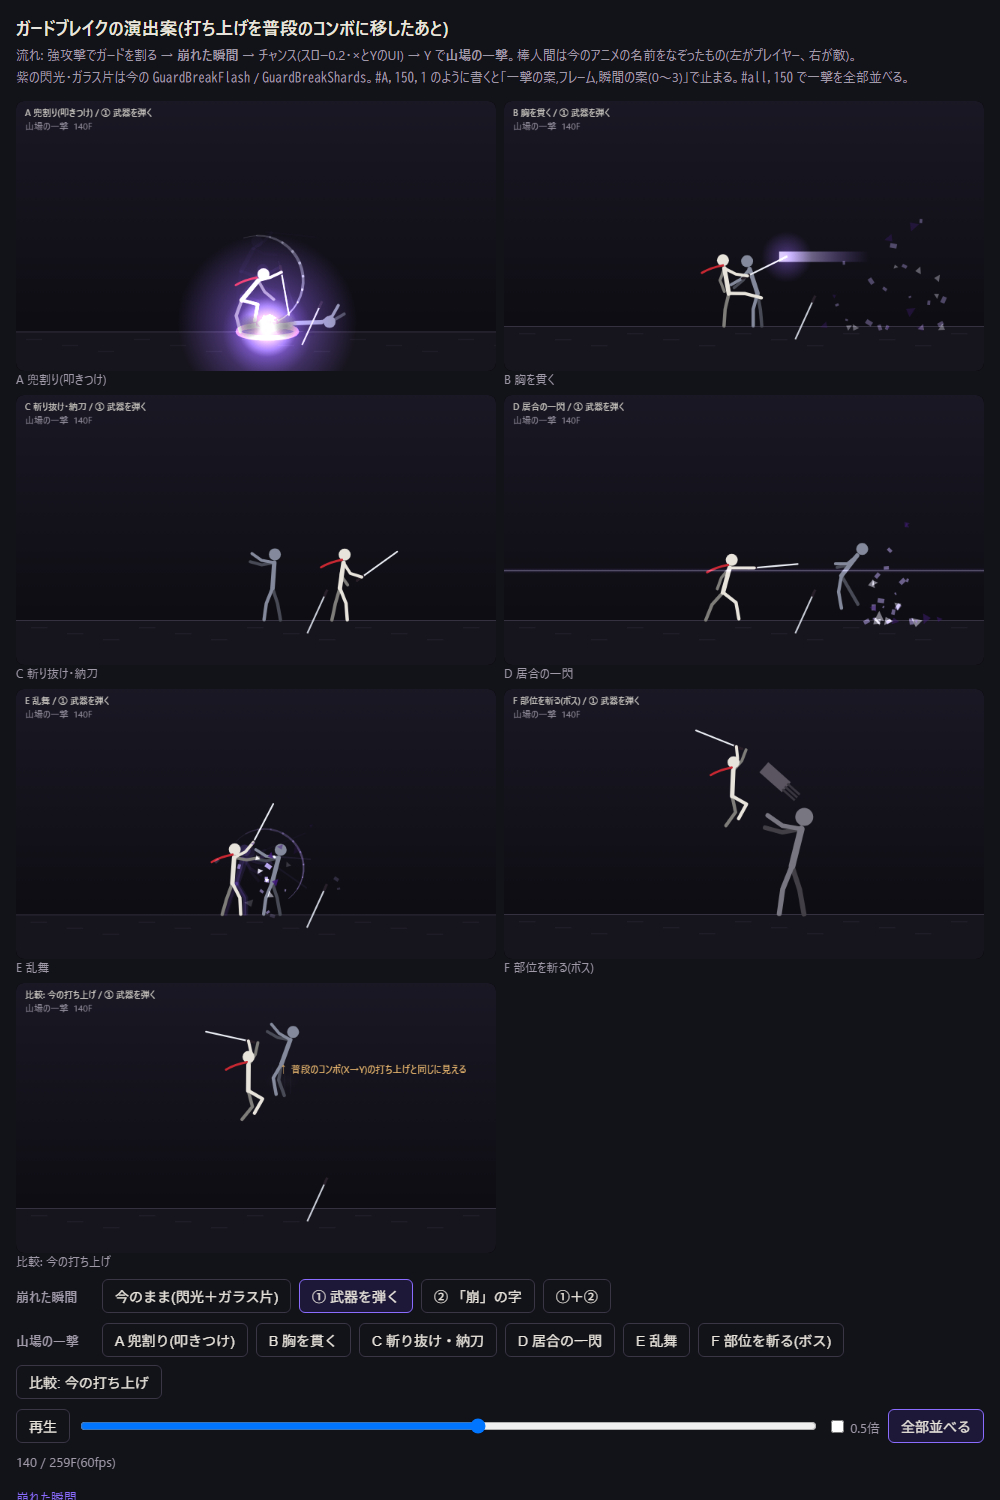 ガードブレイクの演出案(打ち上げを普段のコンボに移したあと)
流れ: 強攻撃でガードを割る → 崩れた瞬間 → チャンス(スロー0.2・×とYのUI) → Y で山場の一撃。棒人間は今のアニメの名前をなぞったもの(左がプレイヤー、右が敵)。
紫の閃光・ガラス片は今の GuardBreakFlash / GuardBreakShards。#A,150,1 のように書くと「一撃の案,フレーム,瞬間の案(0〜3)」で止まる。#all,150 で一撃を全部並べる。
A 兜割り(叩きつけ) / ① 武器を弾く
山場の一撃 140F
B 胸を貫く / ① 武器を弾く
山場の一撃 140F
A 兜割り(叩きつけ)
B 胸を貫く
C 斬り抜け・納刀 / ① 武器を弾く
山場の一撃 140F
D 居合の一閃 / ① 武器を弾く
山場の一撃 140F
C 斬り抜け・納刀
D 居合の一閃
E 乱舞 / ① 武器を弾く
山場の一撃 140F
F 部位を斬る(ボス) / ① 武器を弾く
山場の一撃 140F
E 乱舞
F 部位を斬る(ボス)
比較: 今の打ち上げ / ① 武器を弾く
山場の一撃 140F
↑ 普段のコンボ(X→Y)の打ち上げと同じに見える
比較: 今の打ち上げ
崩れた瞬間 今のまま(閃光＋ガラス片) ① 武器を弾く ② 「崩」の字 ①＋②
山場の一撃 A 兜割り(叩きつけ) B 胸を貫く C 斬り抜け・納刀 D 居合の一閃 E 乱舞 F 部位を斬る(ボス)
比較: 今の打ち上げ
再生 0.5倍 全部並べる
140 / 259F(60fps)
崩れた瞬間